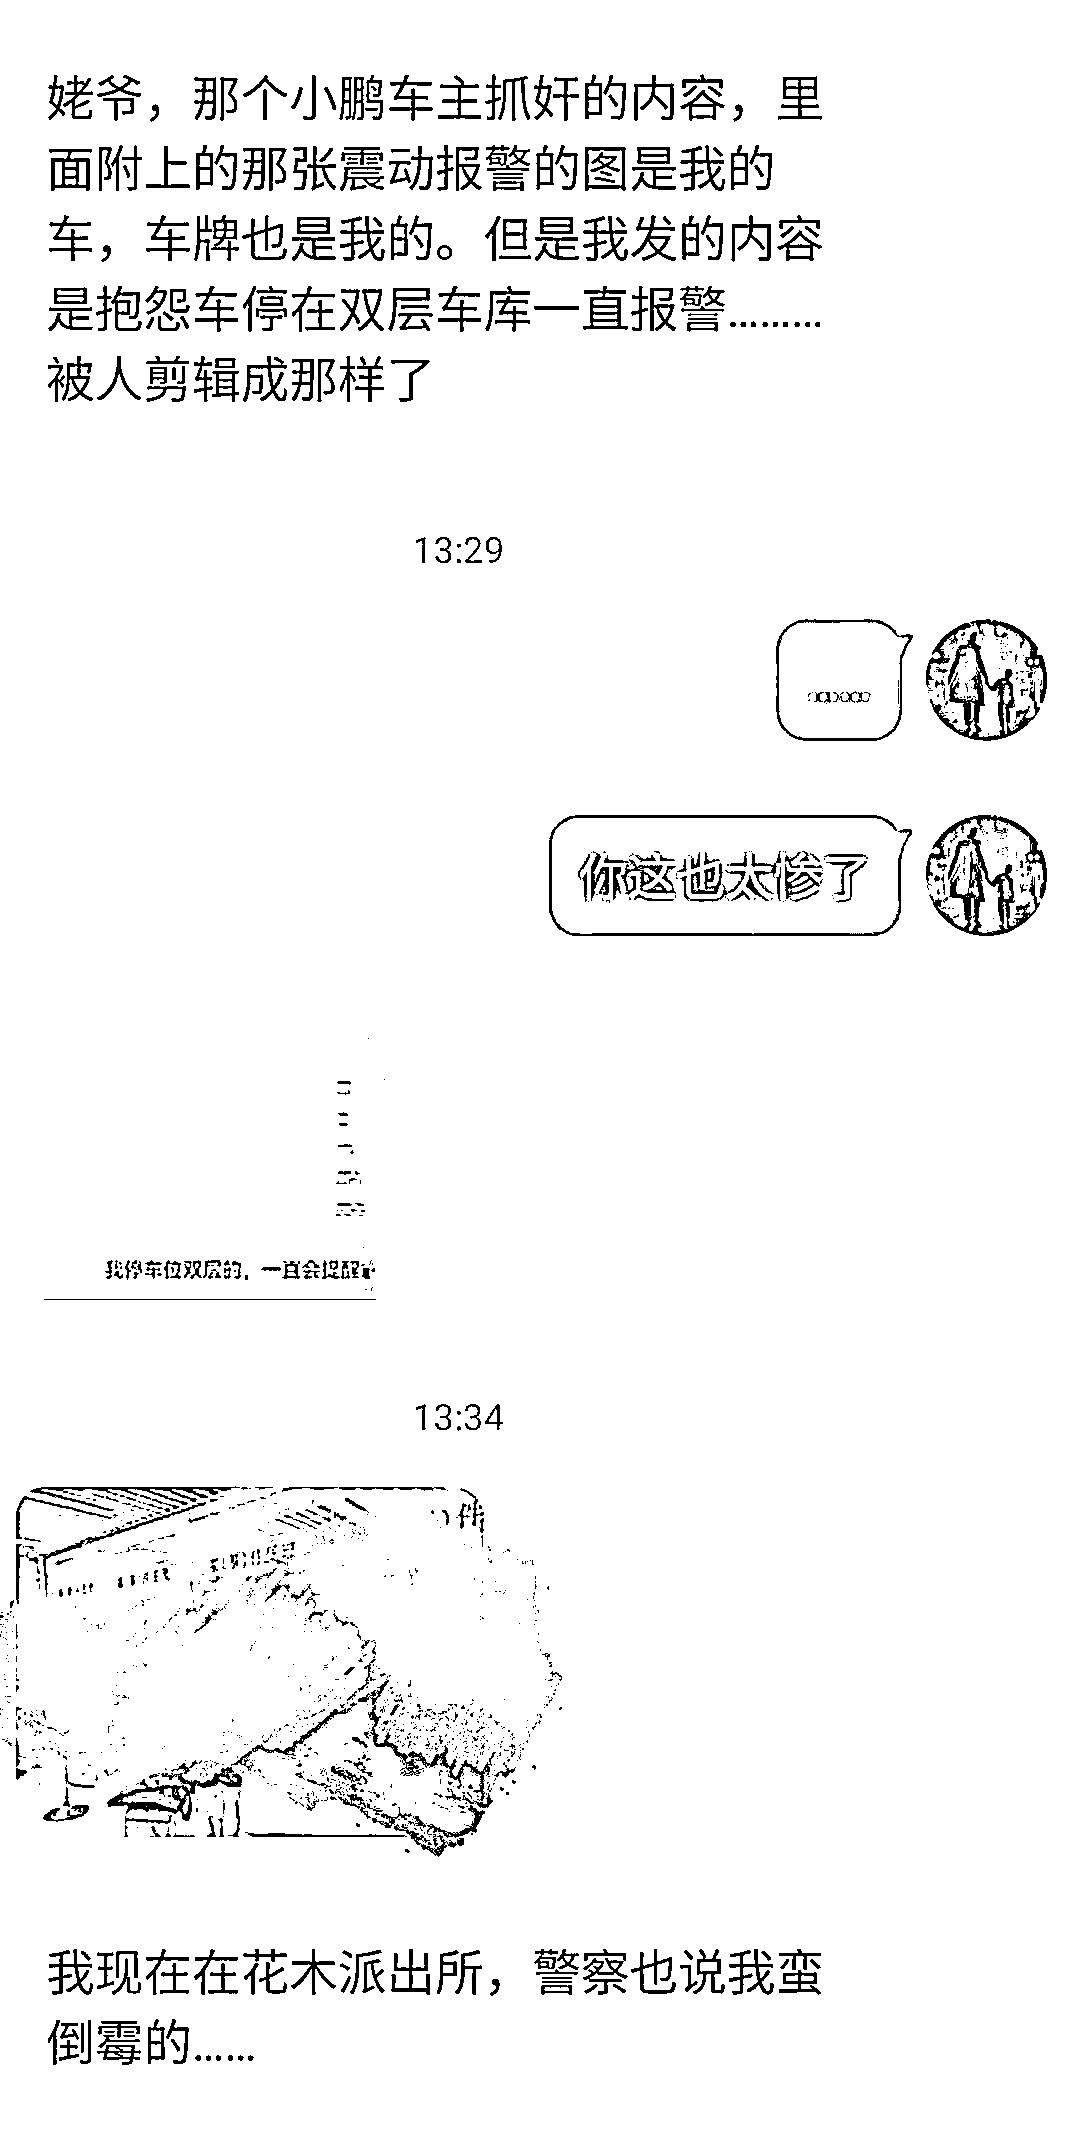 姥爷，那个小鹏车主抓奸的内容，里
面附上的那张震动报警的图是我的
车，车牌也是我的。但是我发的内容
是抱怨车停在双层车库一直报警………
被人剪辑成那样了
13:29
你这也太惨了
我停车位双层的，一直会提醒
13:34
我现在在花木派出所，警察也说我蛮
倒霉的……